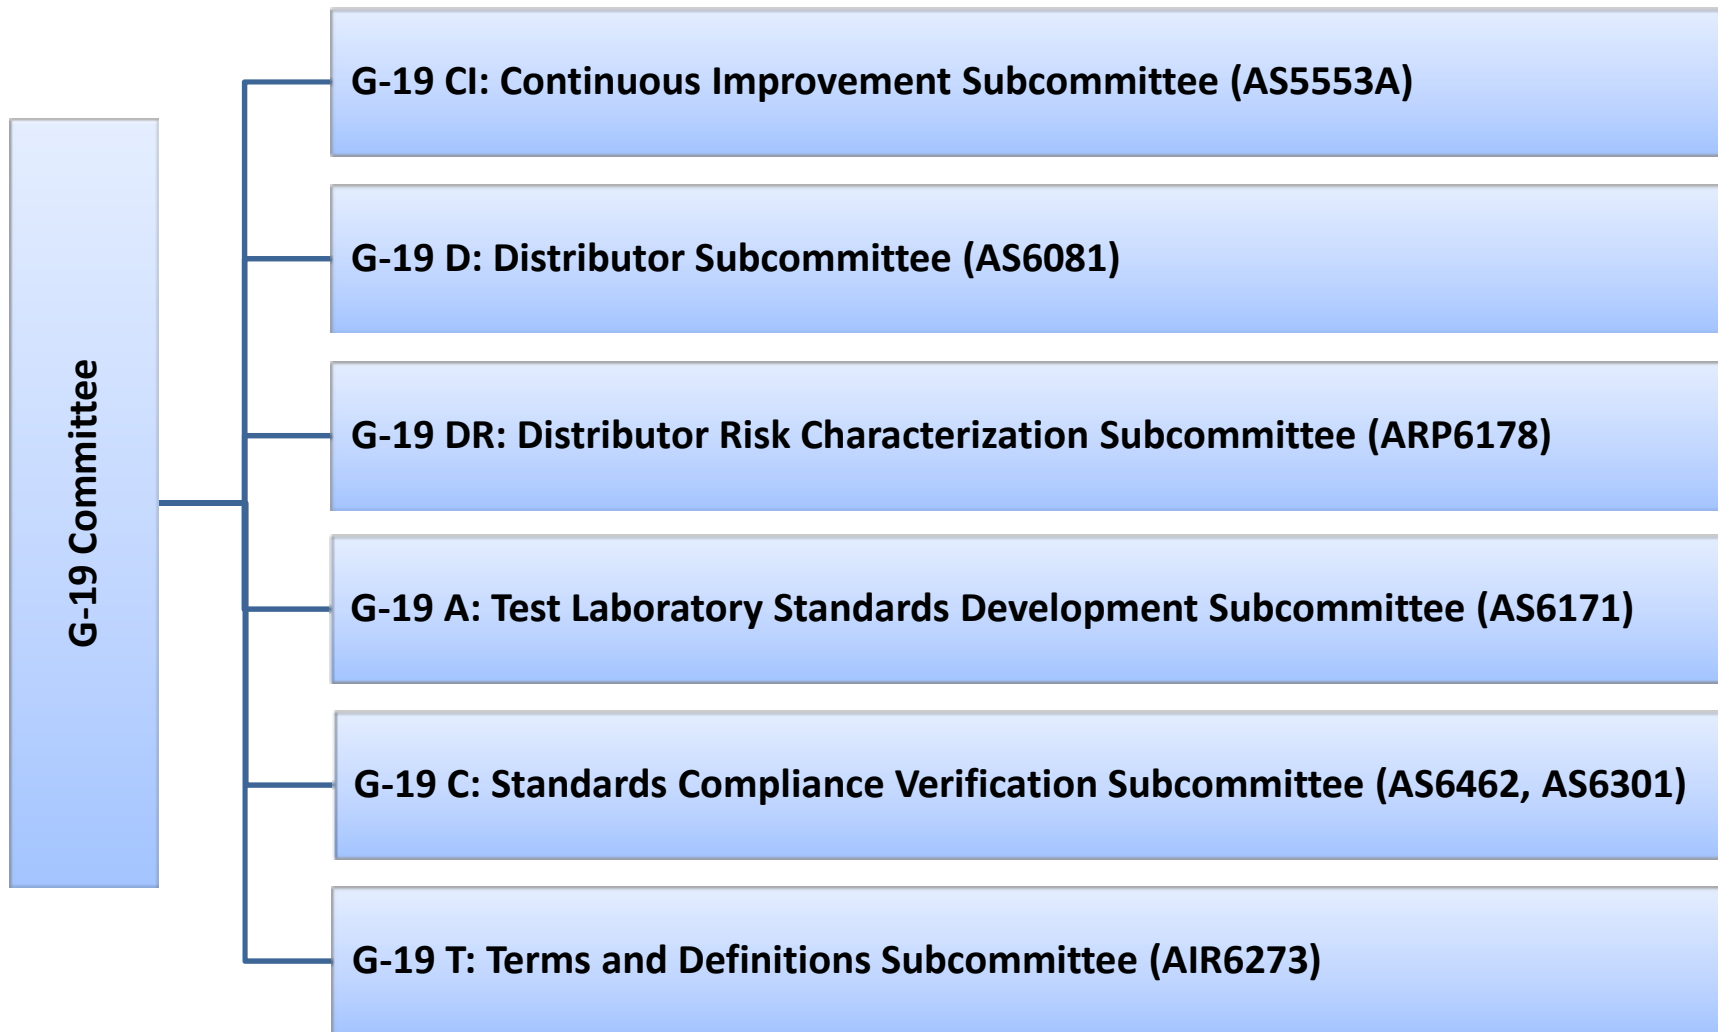 G-19 Committee
G-19 CI: Continuous Improvement Subcommittee (AS5553A)
G-19 D: Distributor Subcommittee (AS6081)
G-19 DR: Distributor Risk Characterization Subcommittee (ARP6178)
G-19 A: Test Laboratory Standards Development Subcommittee (AS6171)
G-19 C: Standards Compliance Verification Subcommittee (AS6462, AS6301)
G-19 T: Terms and Definitions Subcommittee (AIR6273)